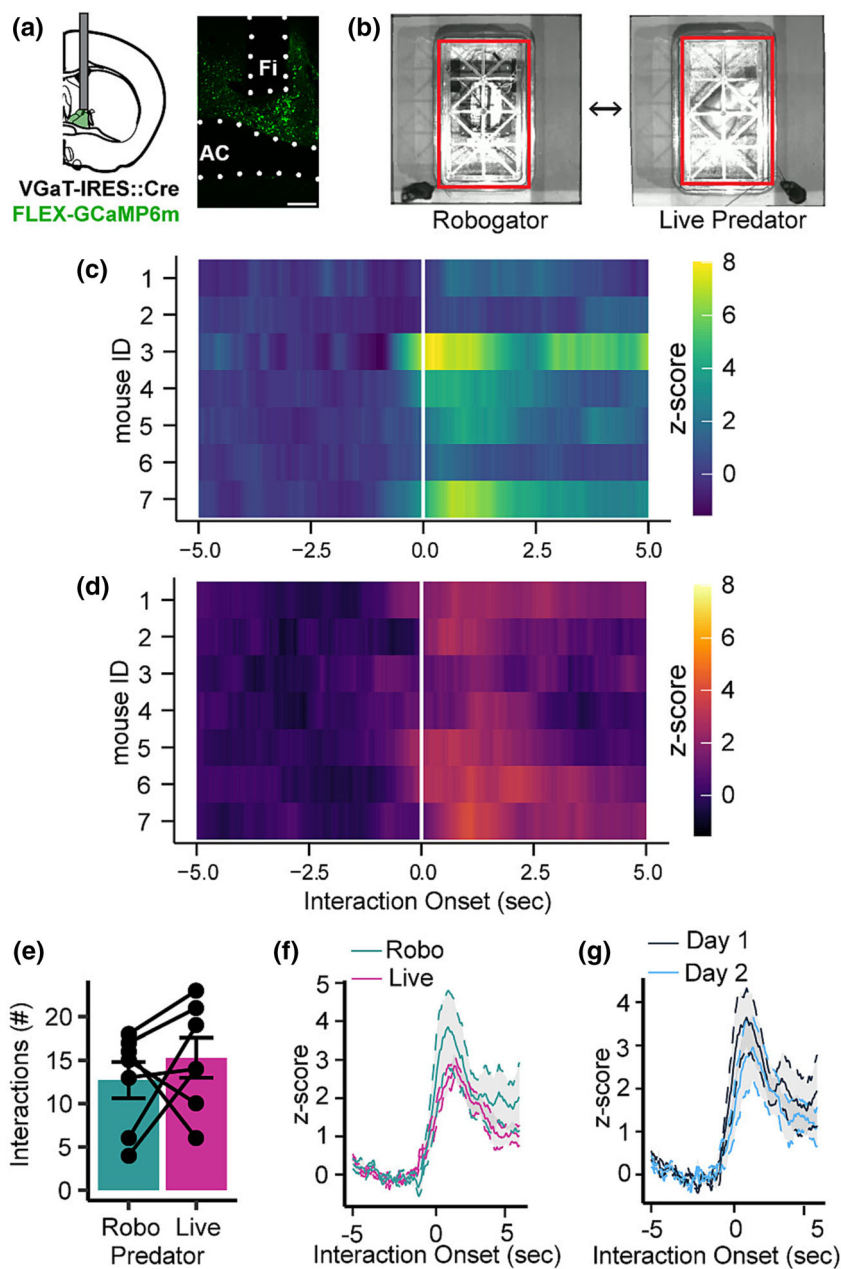 (a)
Fi
AC
VGaT-IRES::Cre
FLEX-GCaMP6m
(b)
Robogator
Live Predator
(c)
mouse ID
1
2
3
4
5
6
7
−5.0
−2.5
0.0
2.5
5.0
8
6
4
2
0
z-score
(d)
mouse ID
1
2
3
4
5
6
7
-5.0
-2.5
0.0
2.5
5.0
Interaction Onset (sec)
8
6
4
2
0
z-score
(e)
Interactions (#)
20
15
10
5
0
Robo Live
Predator
(f)
Robo
Live
z-score
5
4
3
2
1
0
-5 0 5
Interaction Onset (sec)
(g)
Day 1
Day 2
z-score
4
3
2
1
0
-5 0 5
Interaction Onset (sec)